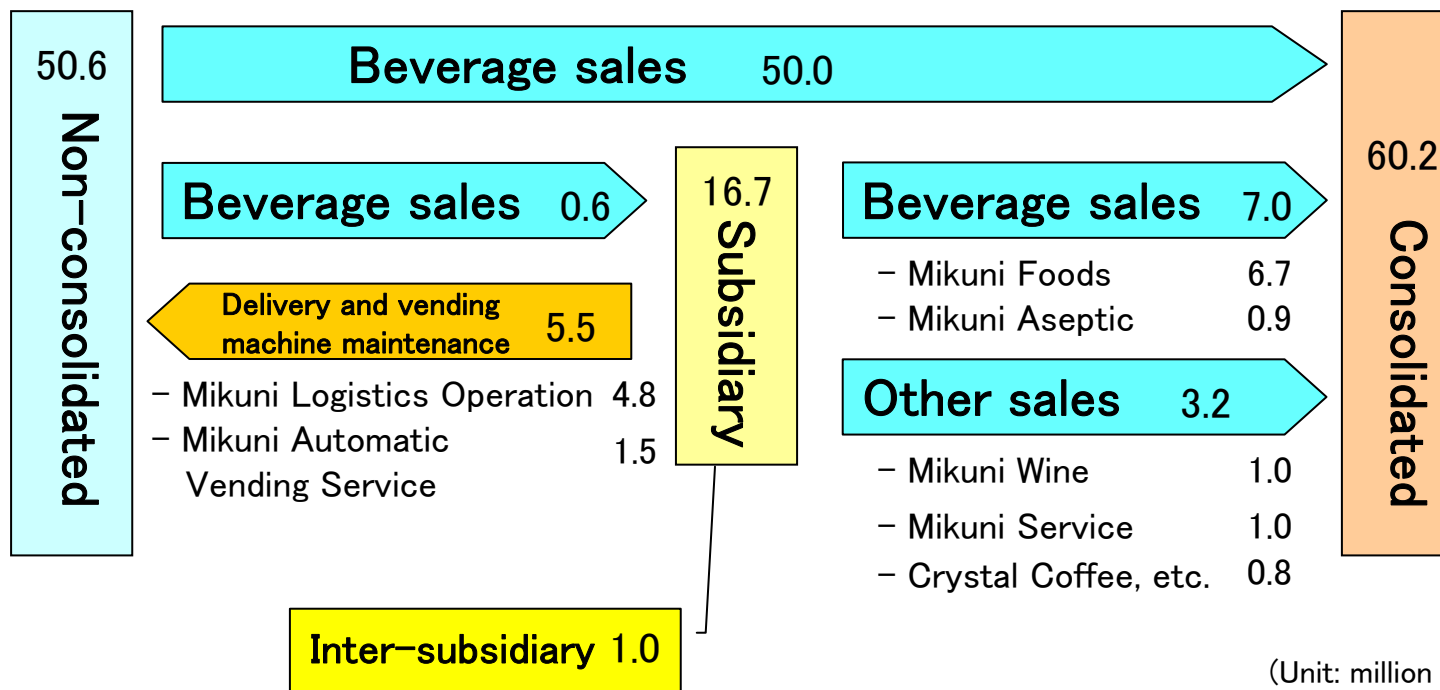 50.6
Non-consolidated
Beverage sales 50.0
Beverage sales 0.6
Delivery and vending
machine maintenance 5.5
- Mikuni Logistics Operation 4.8
- Mikuni Automatic 1.5
Vending Service
16.7
Subsidiary
Inter-subsidiary 1.0
Beverage sales 7.0
- Mikuni Foods 6.7
- Mikuni Aseptic 0.9
Other sales 3.2
- Mikuni Wine 1.0
- Mikuni Service 1.0
- Crystal Coffee, etc. 0.8
60.2
Consolidated
(Unit: million